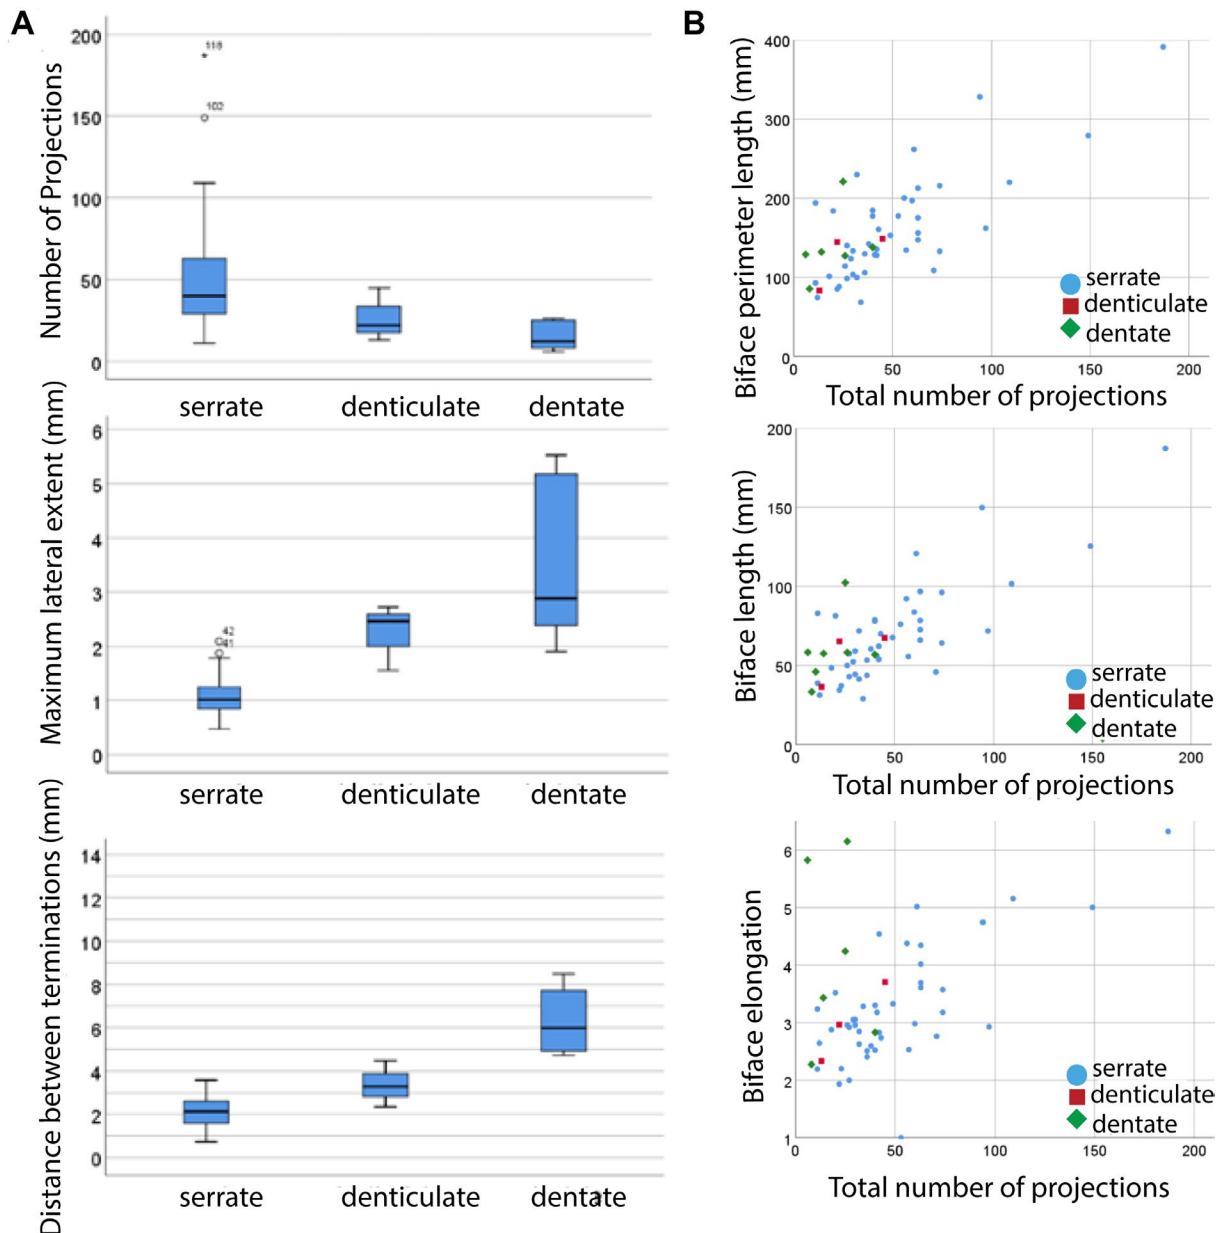 A
Number of Projections
200
150
100
50
0
118
102
serrate denticulate dentate
Maximum lateral extent (mm)
6
5
4
3
2
1
0
42
41
serrate denticulate dentate
Distance between terminations (mm)
14
12
10
8
6
4
2
0
serrate denticulate dentate
B
Biface perimeter length (mm)
400
300
200
100
0
serrate
denticulate
dentate
0 50 100 150 200
Total number of projections
Biface length (mm)
200
150
100
50
0
serrate
denticulate
dentate
50 100 150 200
Total number of projections
Biface elongation
6
5
4
3
2
1
serrate
denticulate
dentate
0 50 100 150 200
Total number of projections